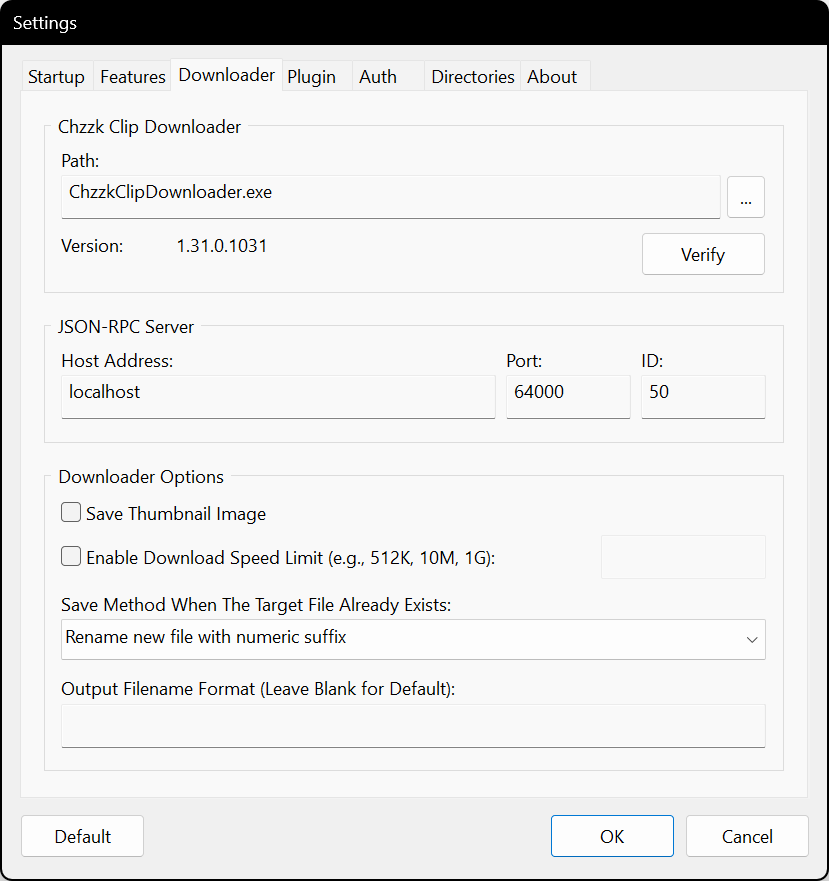 Settings
Startup Features Downloader Plugin Auth Directories About
Chzzk Clip Downloader
Path:
ChzzkClipDownloader.exe ...
Version: 1.31.0.1031
Verify
JSON-RPC Server
Host Address: Port: ID:
localhost 64000 50
Downloader Options
Save Thumbnail Image
Enable Download Speed Limit (e.g., 512K, 10M, 1G):
Save Method When The Target File Already Exists:
Rename new file with numeric suffix
Output Filename Format (Leave Blank for Default):
Default OK Cancel